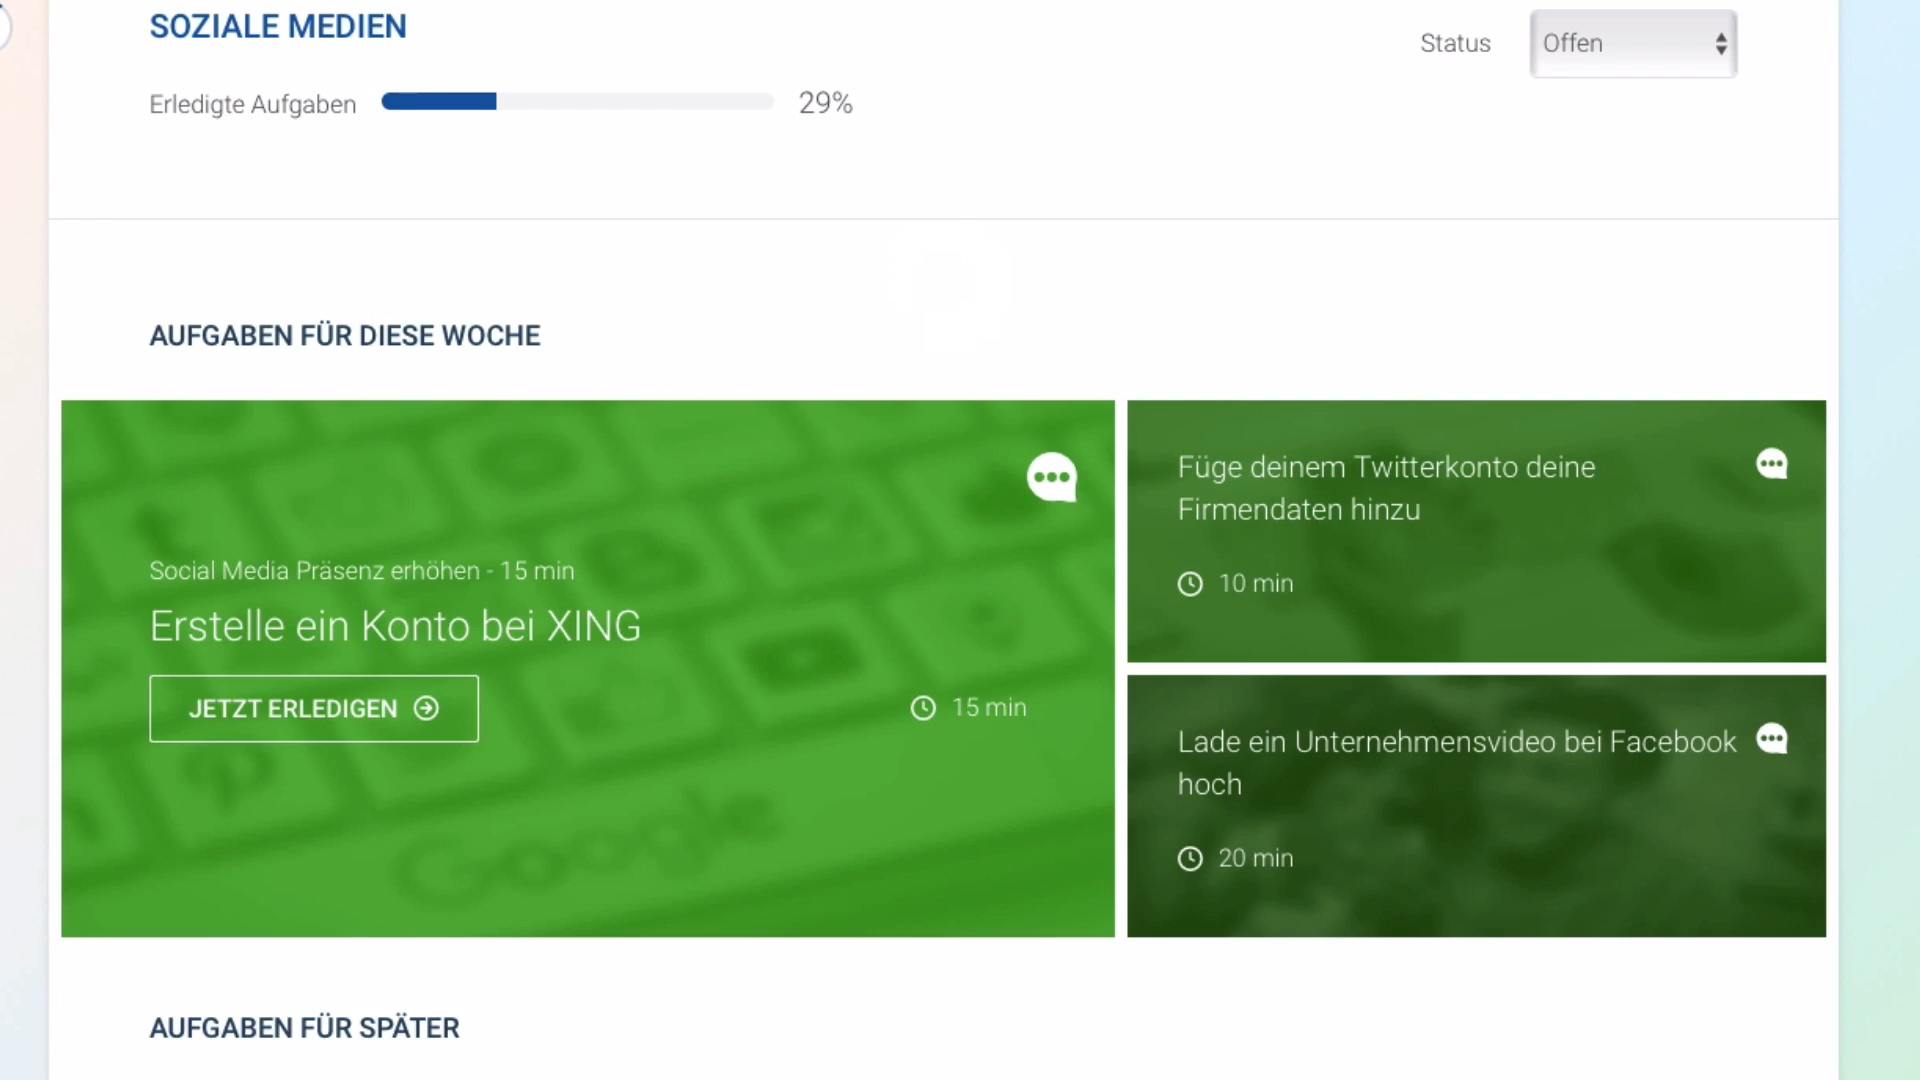 SOZIALE MEDIEN
Status
Offen
Erledigte Aufgaben
29%
AUFGABEN FÜR DIESE WOCHE
Social Media Präsenz erhöhen - 15 min
Erstelle ein Konto bei XING
JETZT ERLEDIGEN
15 min
Google
Füge deinem Twitterkonto deine
Firmendaten hinzu
10 min
Lade ein Unternehmensvideo bei Facebook
hoch
20 min
AUFGABEN FÜR SPÄTER